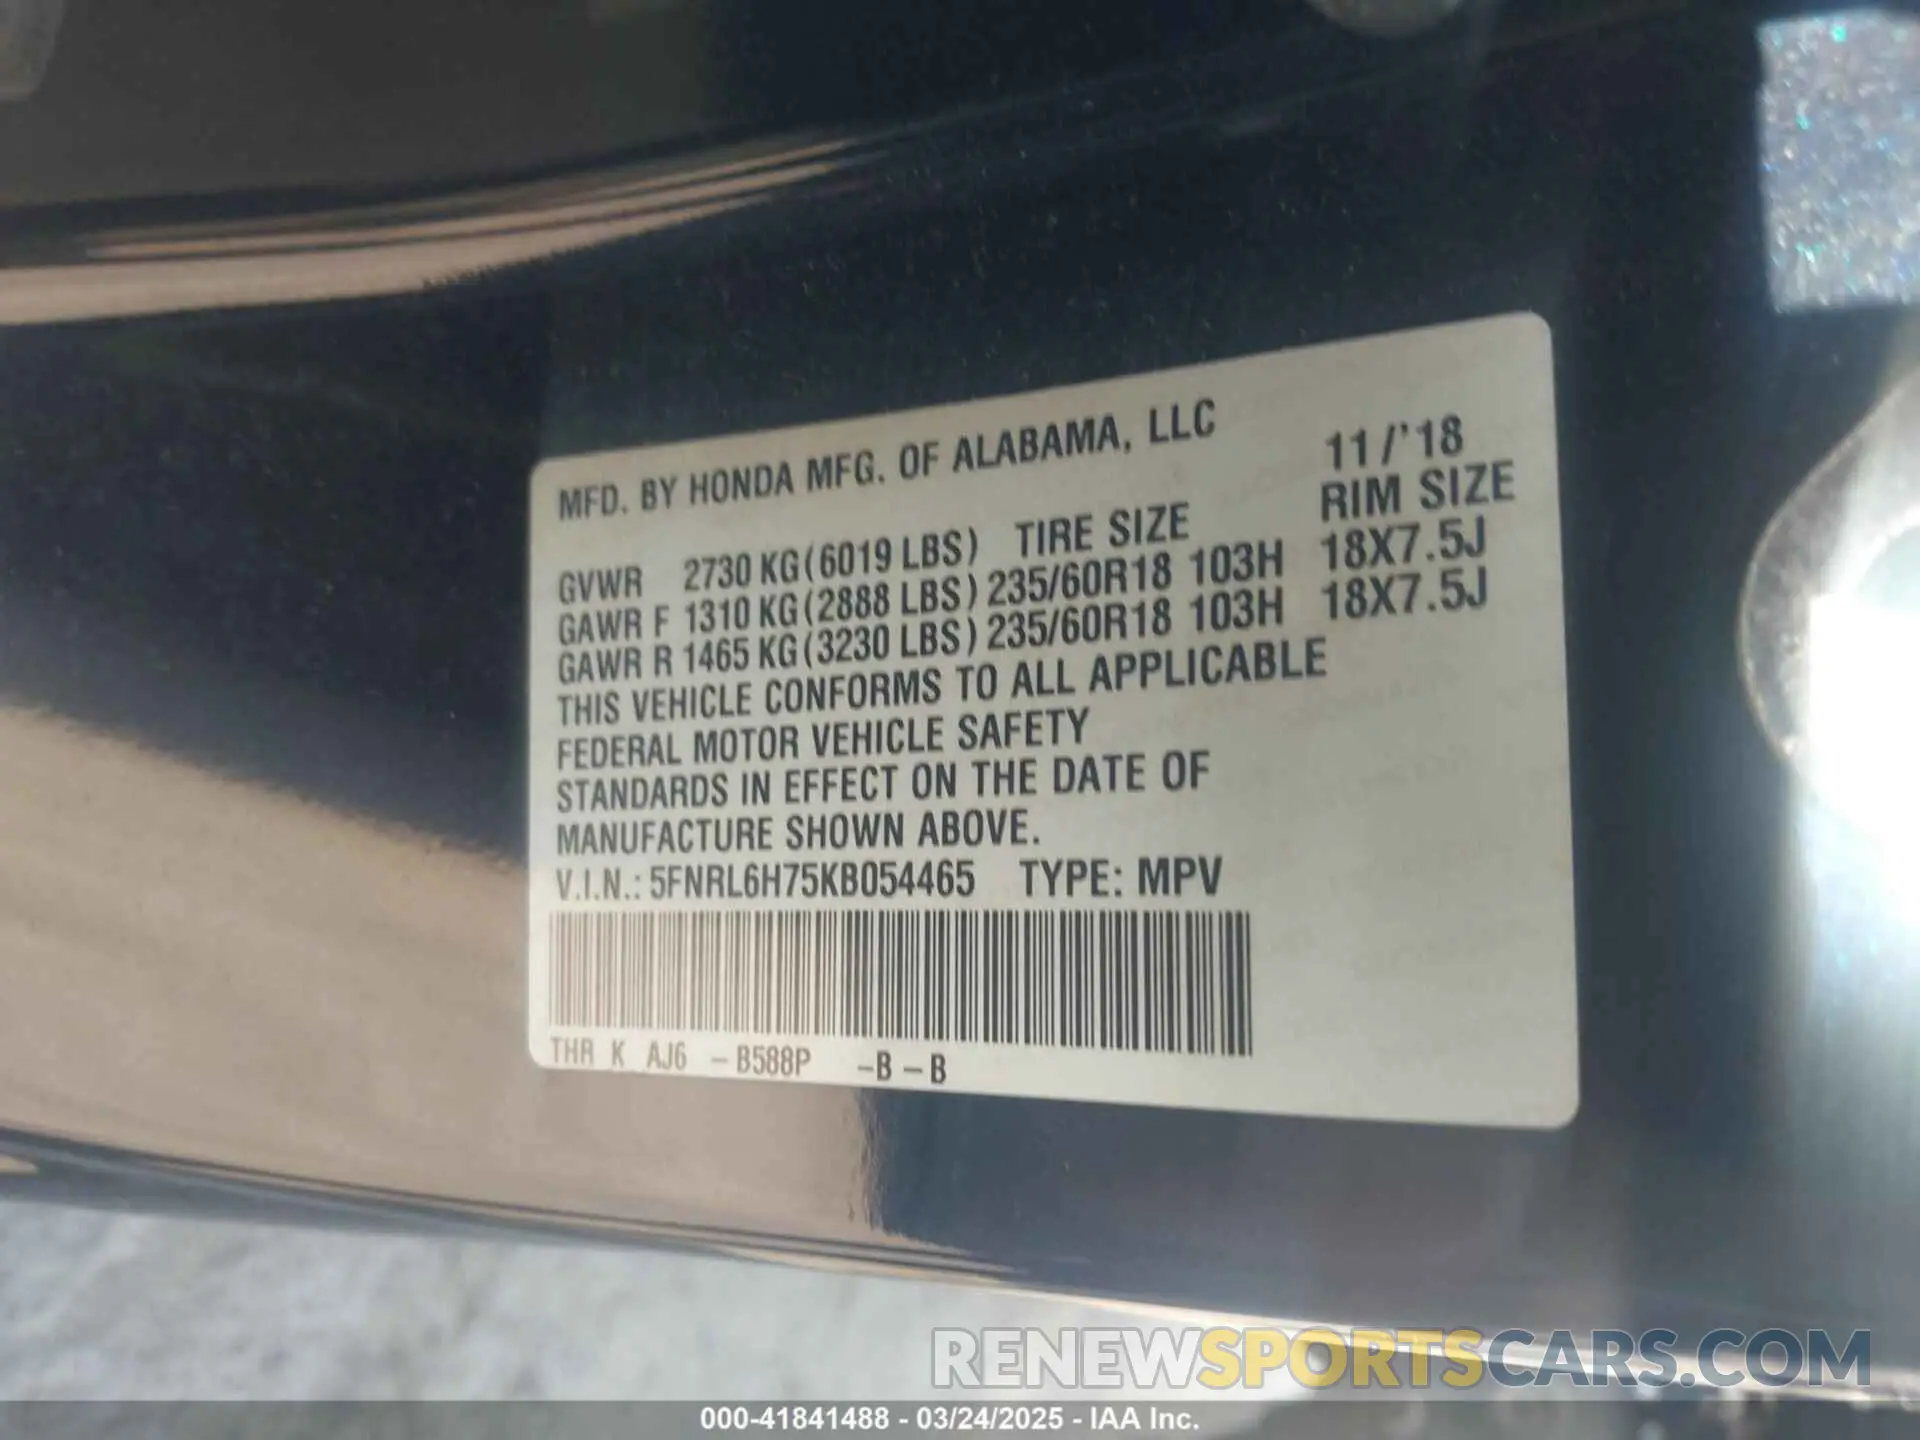 MFD. BY HONDA MFG. OF ALABAMA, LLC 11/'18
TIRE SIZE RIM SIZE
GVWR 2730 KG(6019 LBS)
GAWR F 1310 KG(2888 LBS) 235/60R18 103H 18X7.5J
GAWR R 1465 KG(3230 LBS) 235/60R18 103H 18X7.5J
THIS VEHICLE CONFORMS TO ALL APPLICABLE
FEDERAL MOTOR VEHICLE SAFETY
STANDARDS IN EFFECT ON THE DATE OF
MANUFACTURE SHOWN ABOVE.
V.I.N.: 5FNRL6H75KB054465 TYPE: MPV
THR K AJ6 -B588P -B-B
RENEWSPORTSCARS.COM
000-41841488 - 03/24/2025 - IAA Inc.